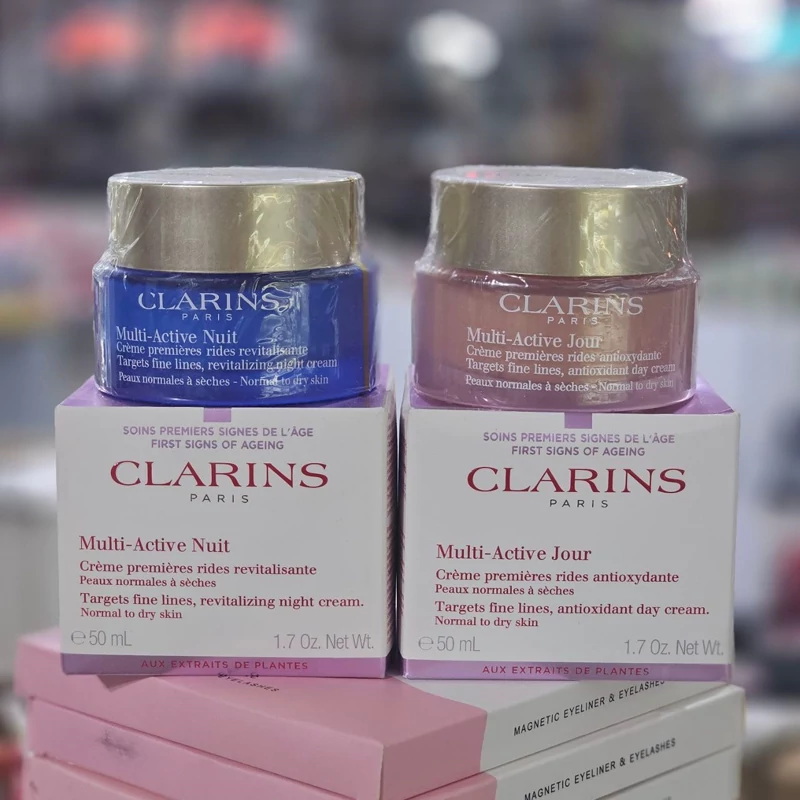 CLARINS
PARIS
Multi-Active Nuit
Crème premières rides revitalisante
Targets fine lines, revitalizing night cream
Peaux normales à sèches - Normal to dry skin
CLARINS
PARIS
Multi-Active Jour
Crème premières rides antioxydante
Targets fine lines, antioxidant day cream
Peaux normales à sèches - Normal to dry skin
SOINS PREMIERS SIGNES DE L'ÂGE
FIRST SIGNS OF AGEING
CLARINS
PARIS
Multi-Active Nuit
Crème premières rides revitalisante
Peaux normales à sèches
Targets fine lines, revitalizing night cream.
Normal to dry skin
℮ 50 mL 1.7 Oz. Net Wt.
AUX EXTRAITS DE PLANTES
SOINS PREMIERS SIGNES DE L'ÂGE
FIRST SIGNS OF AGEING
CLARINS
PARIS
Multi-Active Jour
Crème premières rides antioxydante
Peaux normales à sèches
Targets fine lines, antioxidant day cream.
Normal to dry skin
℮ 50 mL 1.7 Oz. Net Wt.
AUX EXTRAITS DE PLANTES
EYELASHES
MAGNETIC EYELINER & EYELASHES
MAGNETIC EYELINER & EYELASHES